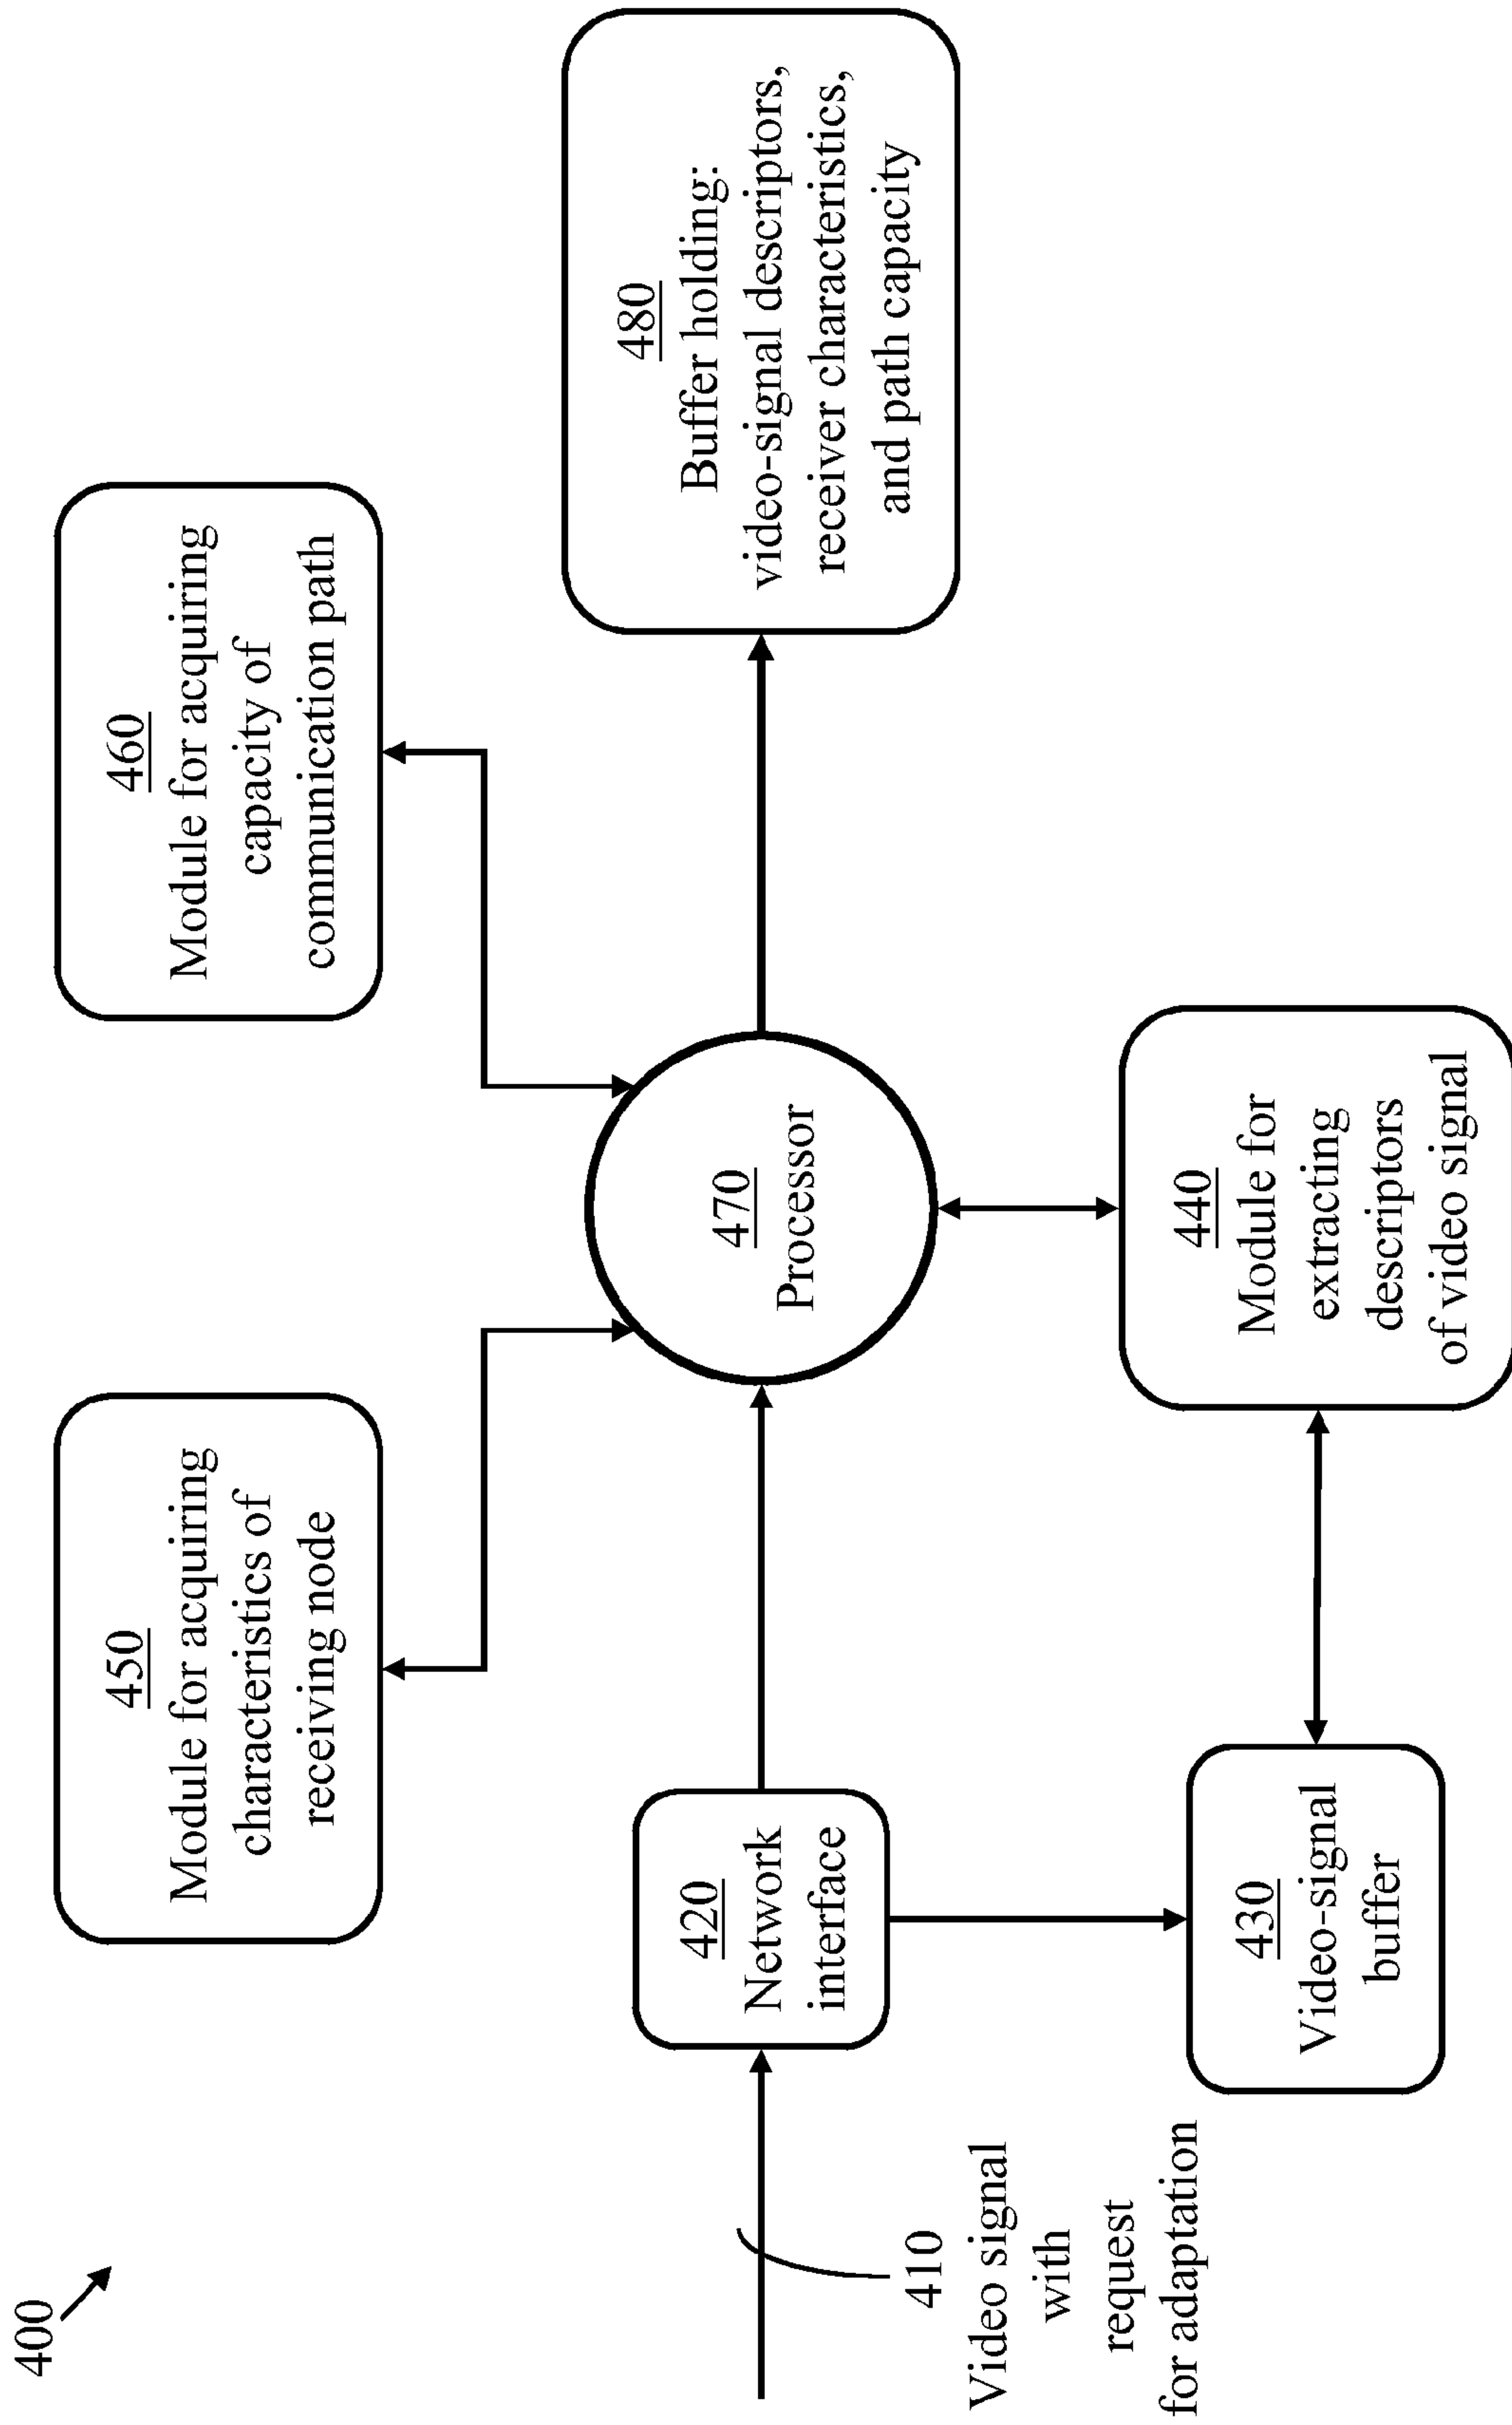 400
450
Module for acquiring
characteristics of
receiving node
460
Module for acquiring
capacity of
communication path
410
Video signal
with
request
for adaptation
420
Network
interface
470
Processor
480
Buffer holding:
video-signal descriptors,
receiver characteristics,
and path capacity
430
Video-signal
buffer
440
Module for
extracting
descriptors
of video signal